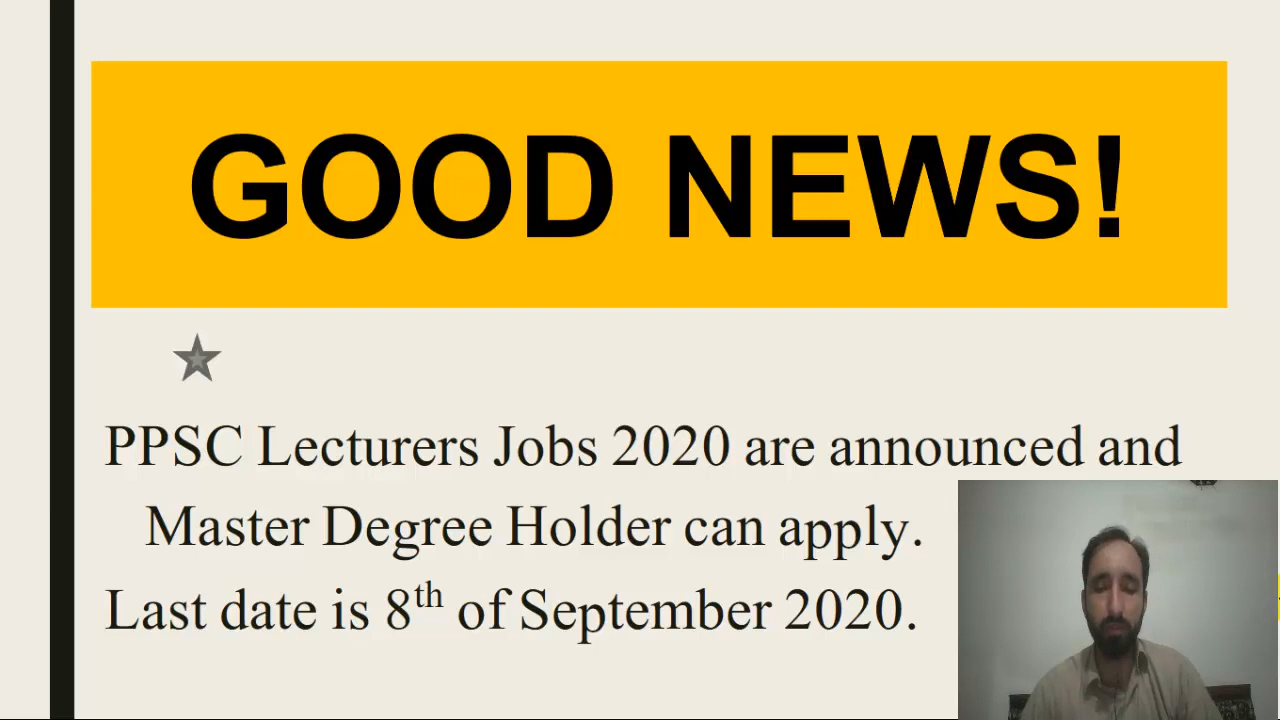 GOOD NEWS!
PPSC Lecturers Jobs 2020 are announced and
Master Degree Holder can apply.
Last date is 8th of September 2020.